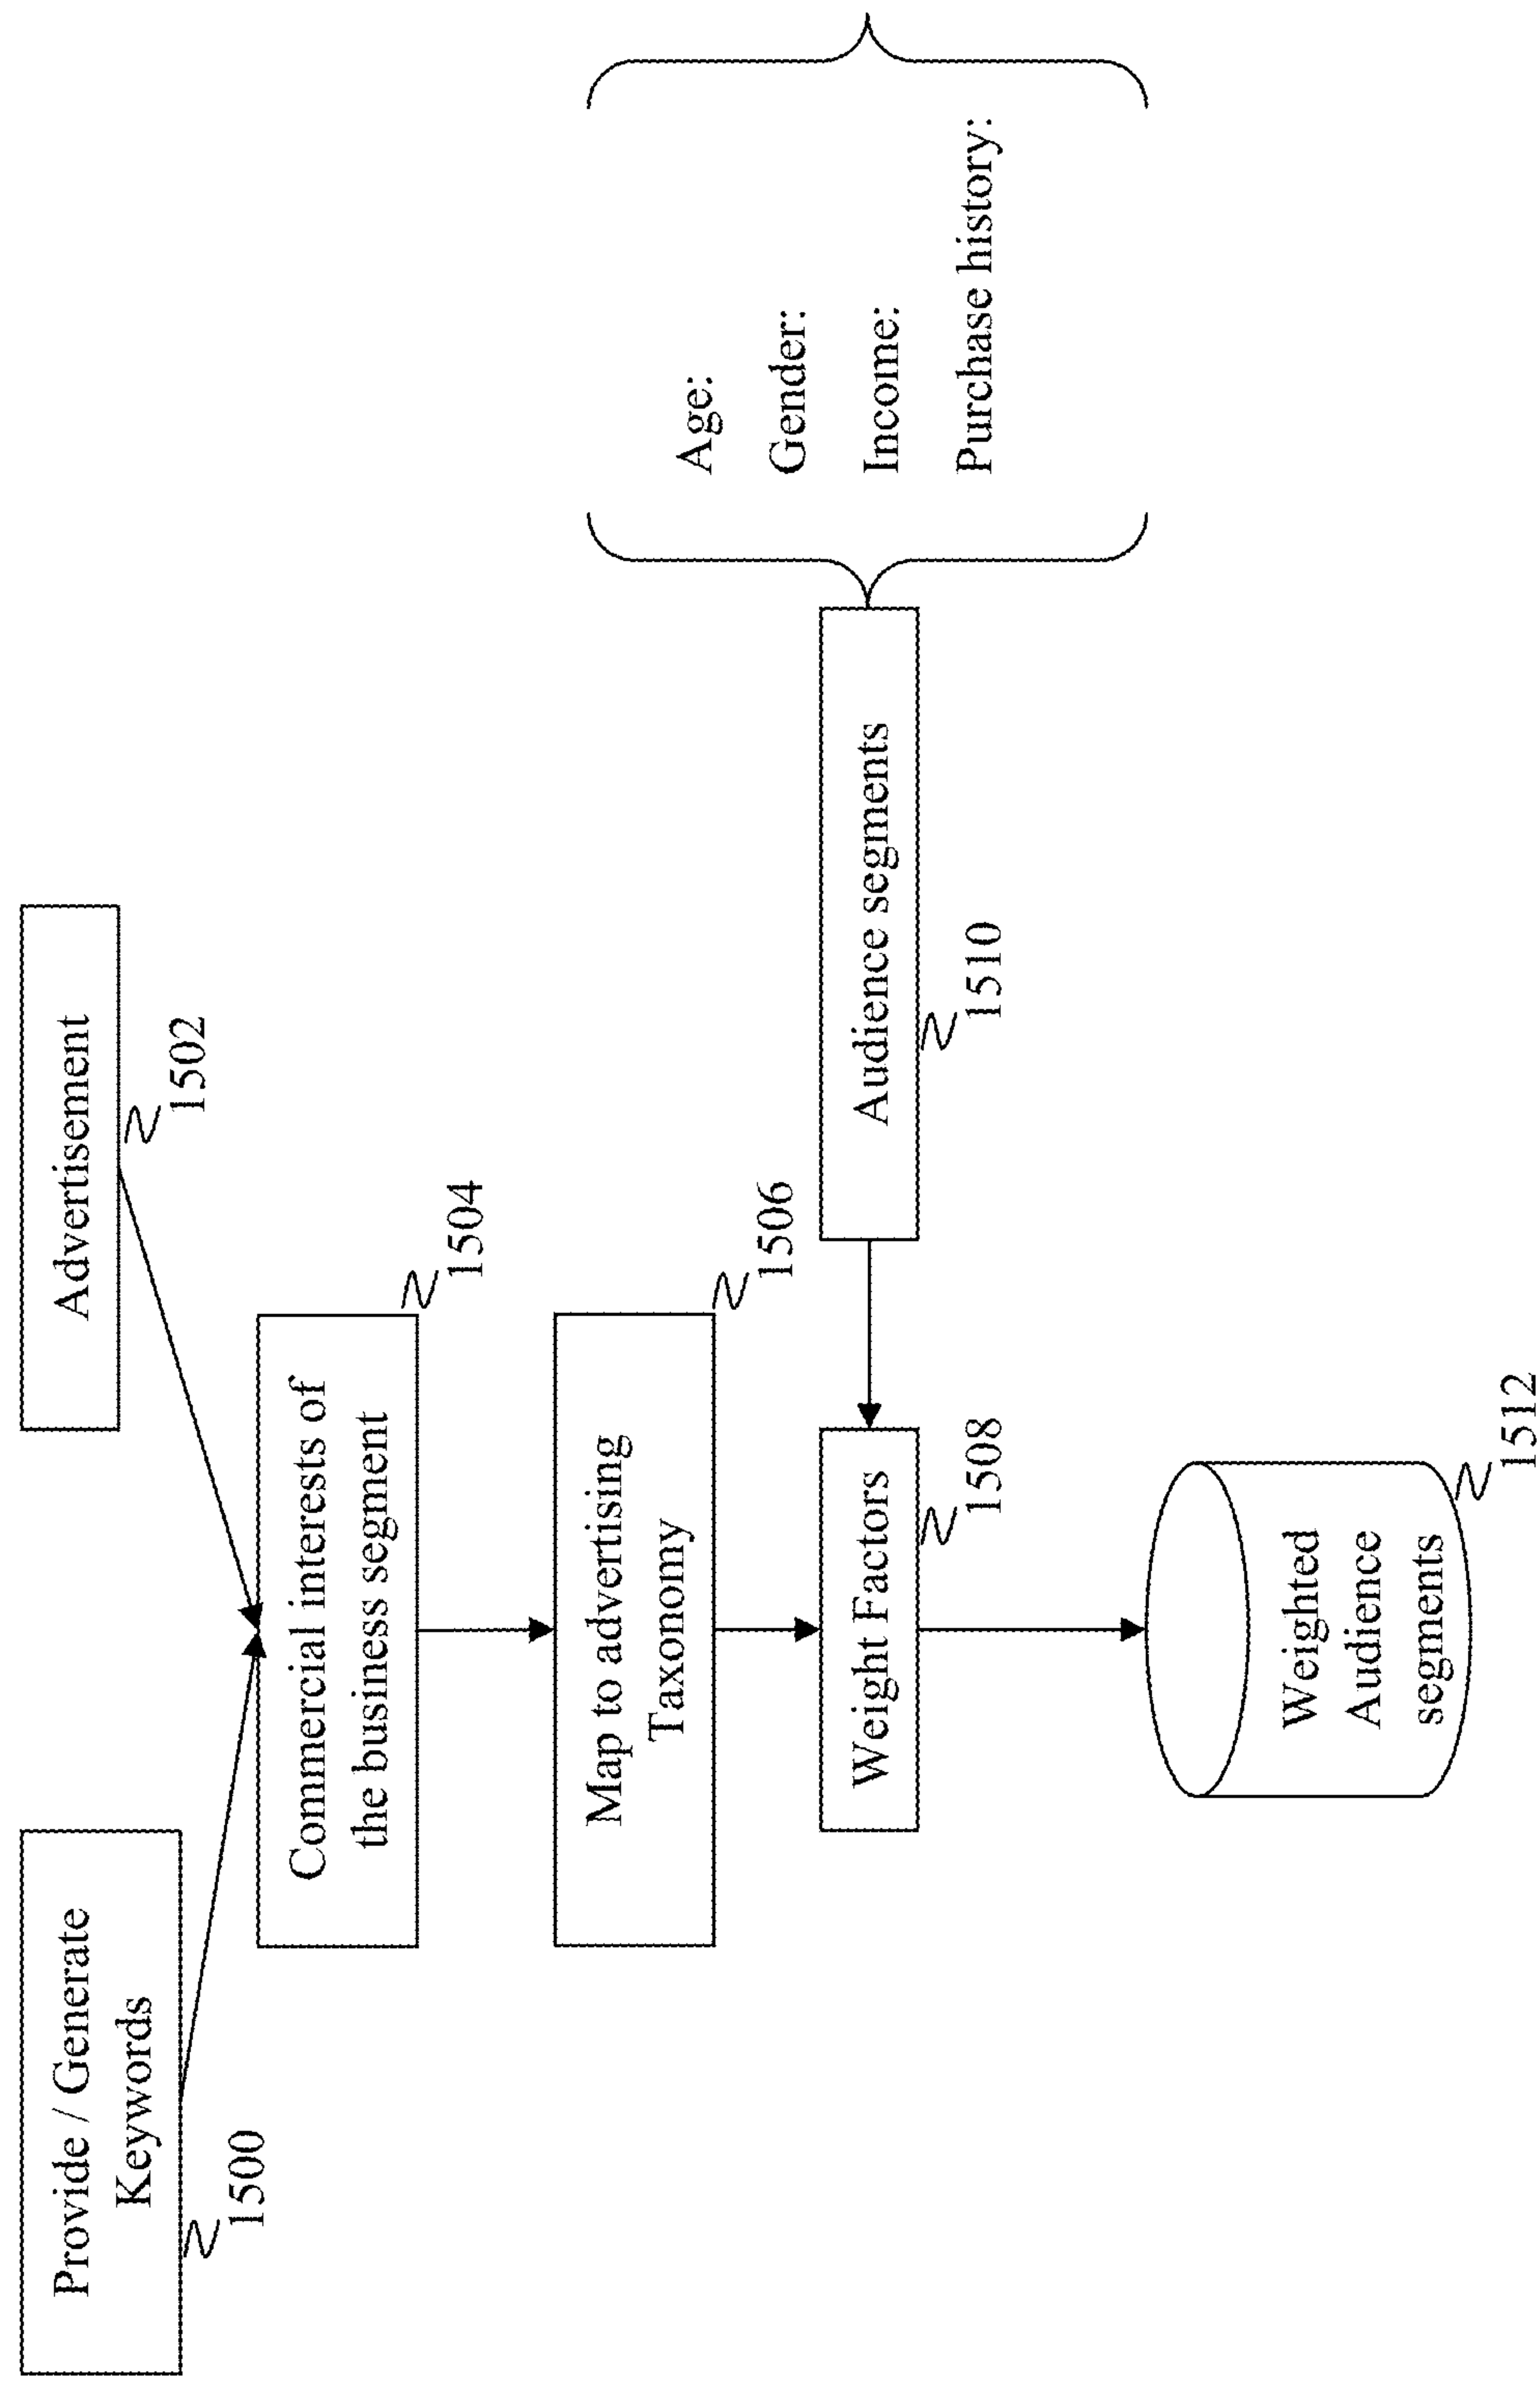 Provide / Generate
Keywords
1500
Advertisement
1502
Commercial interests of
the business segment
1504
Map to advertising
Taxonomy
1506
Weight Factors
1508
Audience segments
1510
Age:
Gender:
Income:
Purchase history:
Weighted
Audience
segments
1512